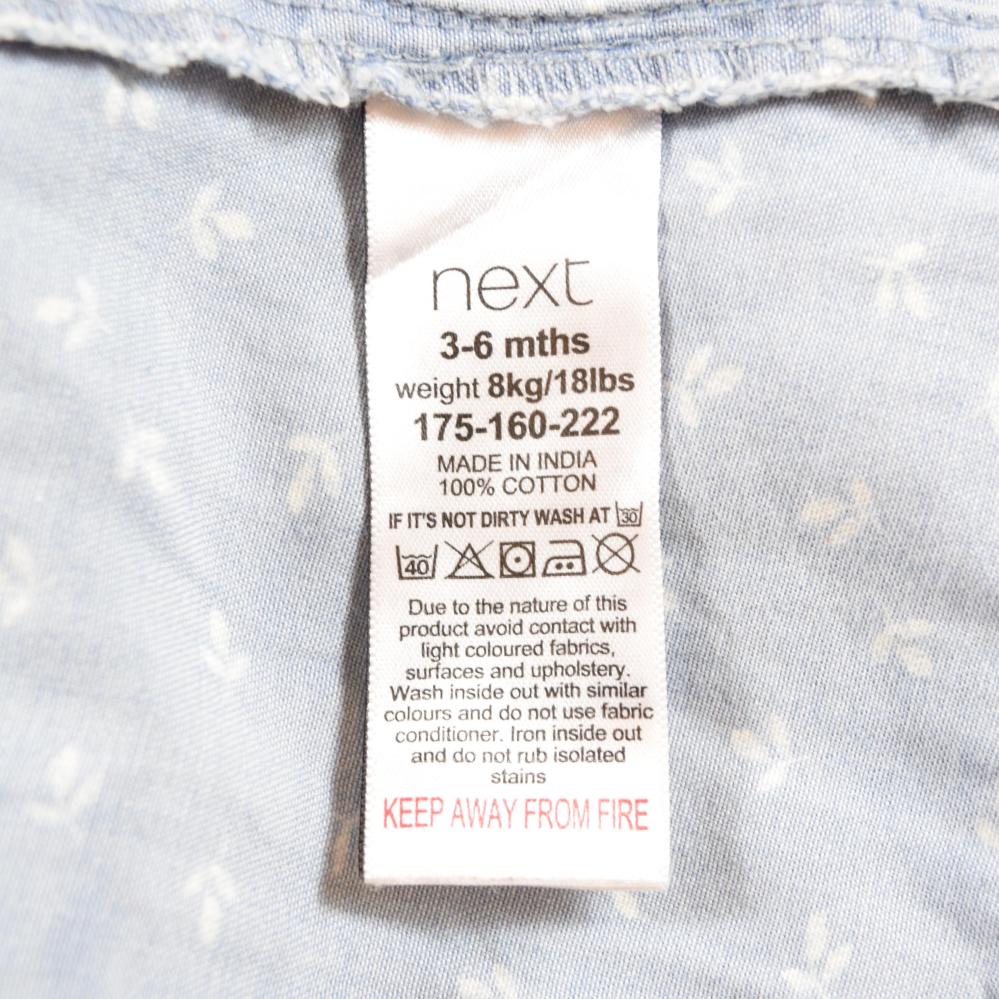 next
3-6 mths
weight 8kg/18lbs
175-160-222
MADE IN INDIA
100% COTTON
IF IT'S NOT DIRTY WASH AT 30
40
Due to the nature of this
product avoid contact with
light coloured fabrics,
surfaces and upholstery.
Wash inside out with similar
colours and do not use fabric
conditioner. Iron inside out
and do not rub isolated
stains
KEEP AWAY FROM FIRE